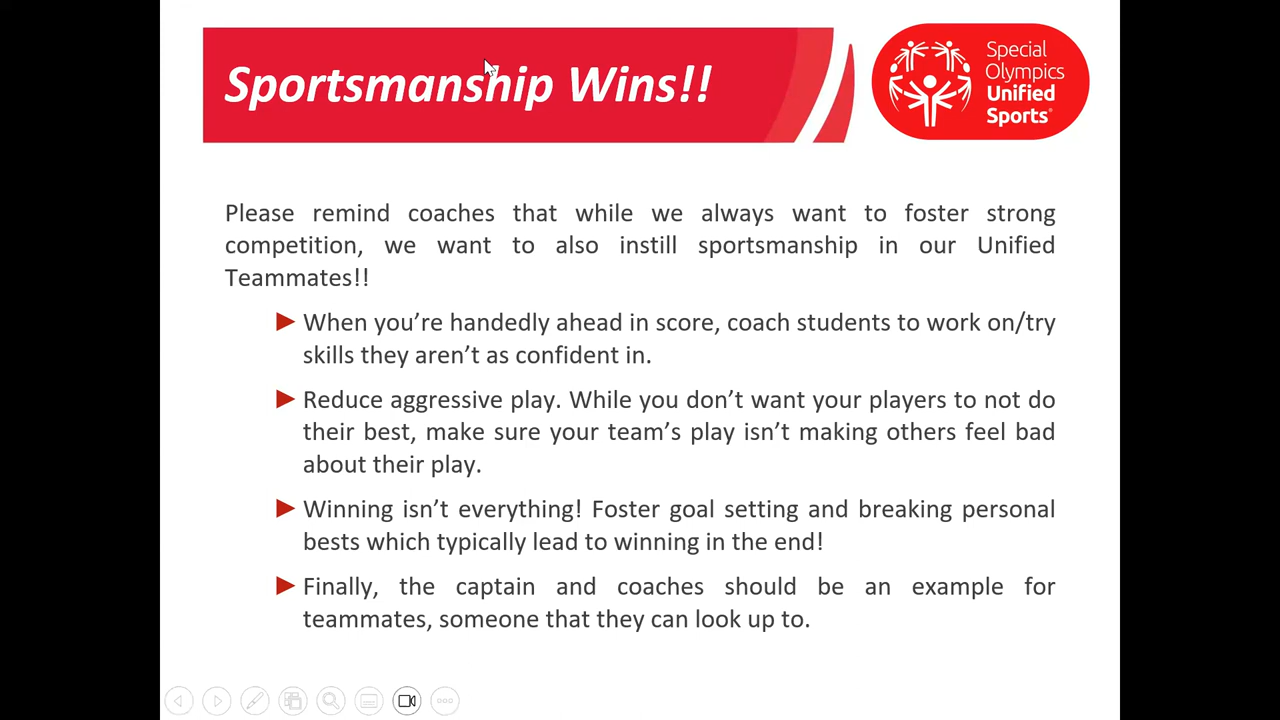 Sportsmanship Wins!!
Special
Olympics
Unified
Sports®
Please remind coaches that while we always want to foster strong
competition, we want to also instill sportsmanship in our Unified
Teammates!!
When you’re handedly ahead in score, coach students to work on/try
skills they aren’t as confident in.
Reduce aggressive play. While you don’t want your players to not do
their best, make sure your team’s play isn’t making others feel bad
about their play.
Winning isn’t everything! Foster goal setting and breaking personal
bests which typically lead to winning in the end!
Finally, the captain and coaches should be an example for
teammates, someone that they can look up to.